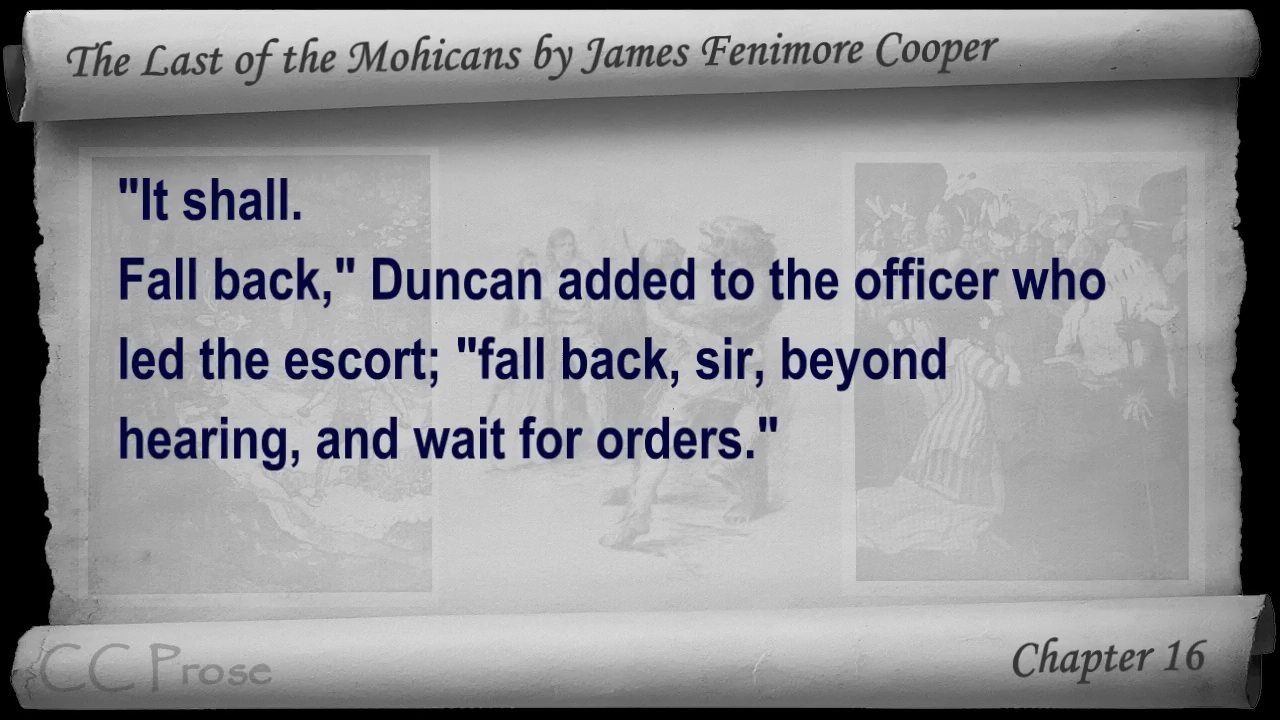 The Last of the Mohicans by James Fenimore Cooper
"It shall.
Fall back," Duncan added to the officer who
led the escort; "fall back, sir, beyond
hearing, and wait for orders."
CC Prose
Chapter 16